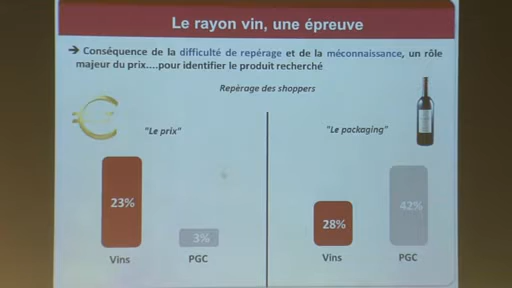 Le rayon vin, une épreuve
➔ Conséquence de la difficulté de repérage et de la méconnaissance, un rôle
majeur du prix....pour identifier le produit recherché
Repèrage des shoppers
"Le prix"
"Le packaging"
23%
3%
28%
42%
Vins
PGC
Vins
PGC